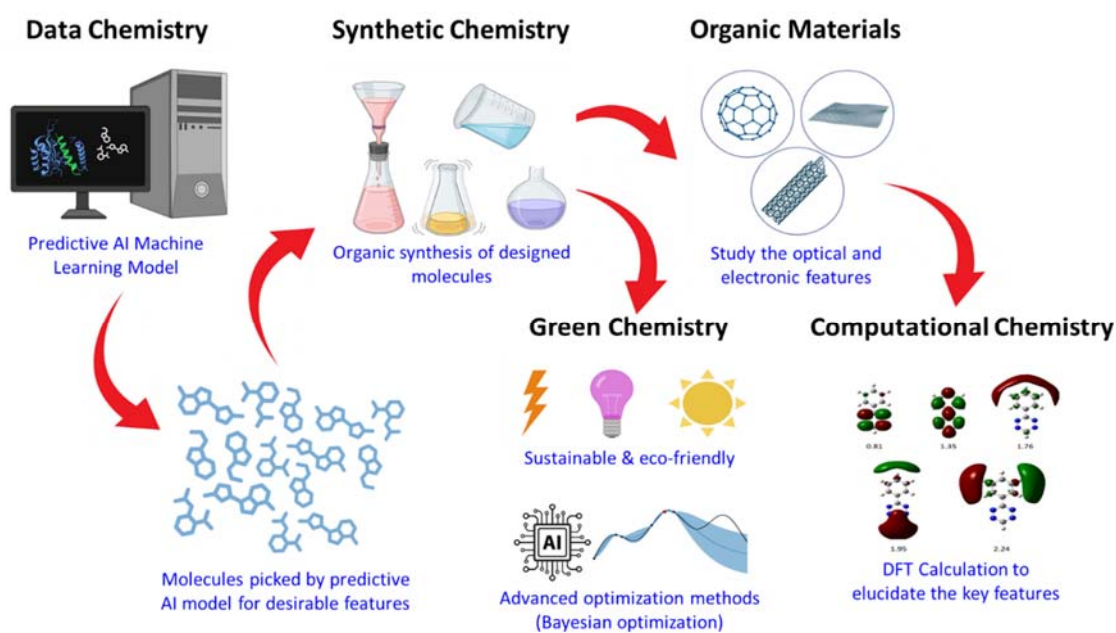 Data Chemistry
Predictive AI Machine
Learning Model
Molecules picked by predictive
AI model for desirable features
Synthetic Chemistry
Organic synthesis of designed
molecules
Organic Materials
Study the optical and
electronic features
Green Chemistry
Sustainable & eco-friendly
AI
Advanced optimization methods
(Bayesian optimization)
Computational Chemistry
0.81
1.35
1.76
1.95
2.24
DFT Calculation to
elucidate the key features